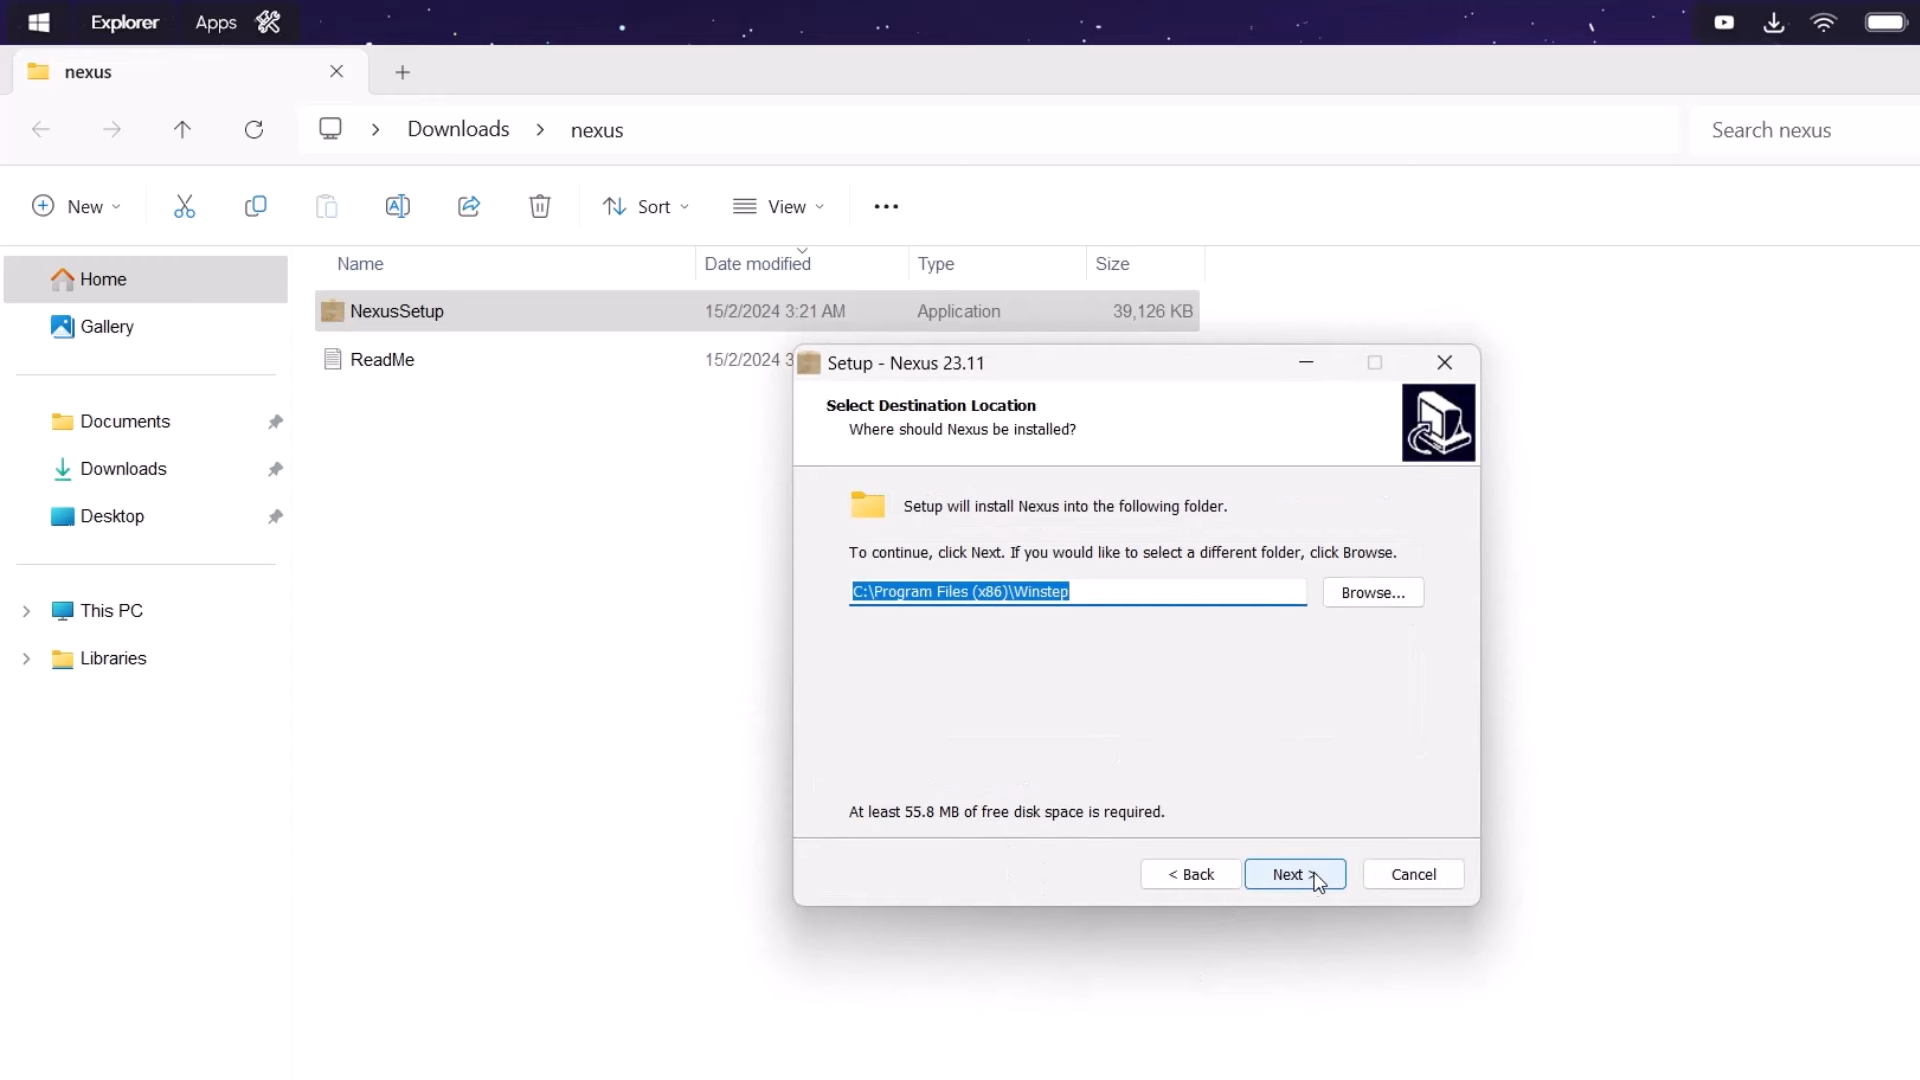 Explorer Apps
nexus
Downloads nexus Search nexus
New Sort View
Name Date modified Type Size
Home
Gallery
Documents
Downloads
Desktop
This PC
Libraries
NexusSetup 15/2/2024 3:21 AM Application 39,126 KB
ReadMe 15/2/2024 3
Setup - Nexus 23.11
Select Destination Location
Where should Nexus be installed?
Setup will install Nexus into the following folder.
To continue, click Next. If you would like to select a different folder, click Browse.
C:\Program Files (x86)\Winstep Browse...
At least 55.8 MB of free disk space is required.
< Back Next > Cancel